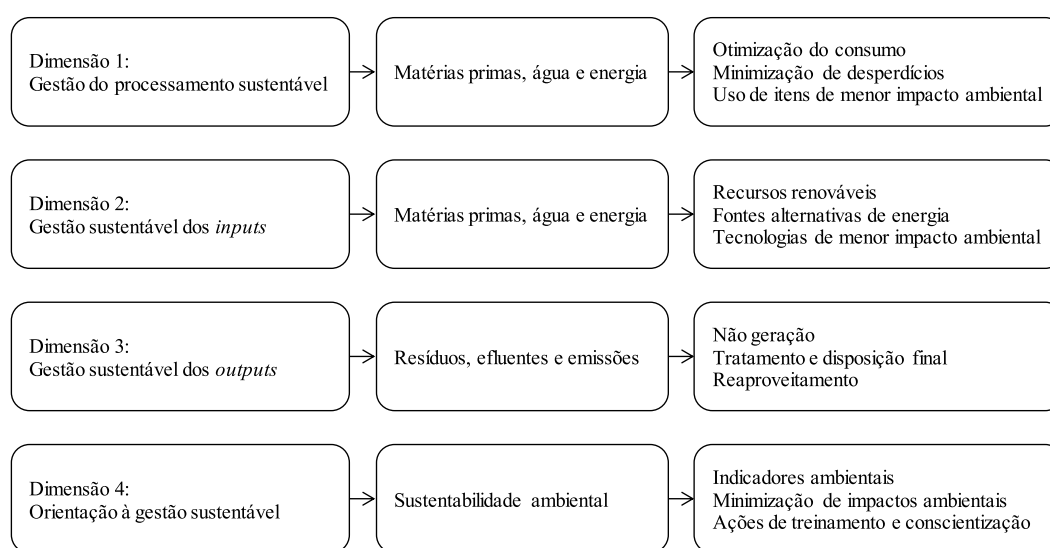 Dimensão 1:
Gestão do processamento sustentável
Matérias primas, água e energia
Otimização do consumo
Minimização de desperdícios
Uso de itens de menor impacto ambiental
Dimensão 2:
Gestão sustentável dos inputs
Matérias primas, água e energia
Recursos renováveis
Fontes alternativas de energia
Tecnologias de menor impacto ambiental
Dimensão 3:
Gestão sustentável dos outputs
Resíduos, efluentes e emissões
Não geração
Tratamento e disposição final
Reaproveitamento
Dimensão 4:
Orientação à gestão sustentável
Sustentabilidade ambiental
Indicadores ambientais
Minimização de impactos ambientais
Ações de treinamento e conscientização